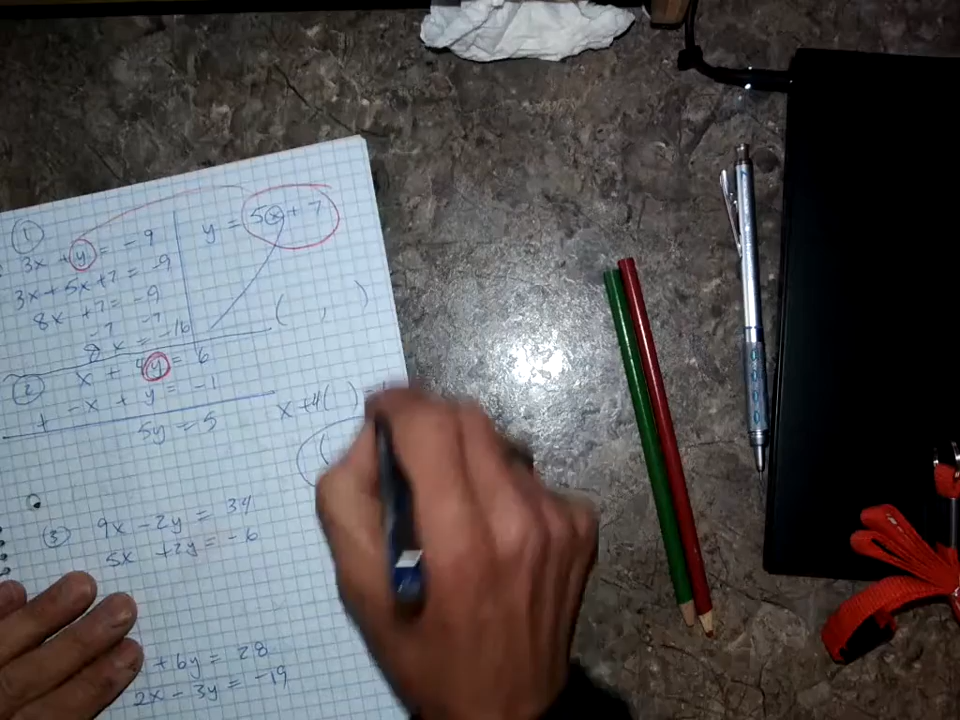 1
3x + y = -9
y = 5x + 7
3x + 5x + 7 = -9
8x + 7 = -9
-7 -7
x = -16
( , )
2
x + 4y = 6
+ -x + y = -1
5y = 5
x + 4( ) =
(
3
9x - 2y = 34
5x + 2y = -6
+ 6y = 28
2x - 3y = -19